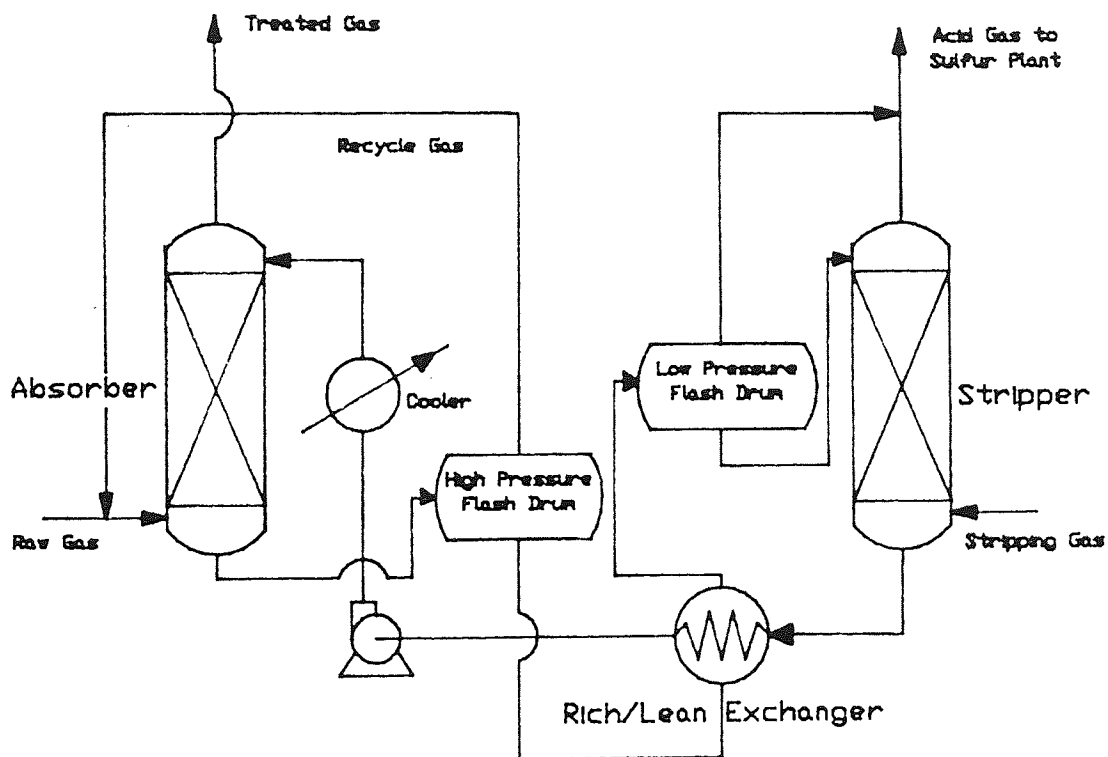 Treated Gas
Acid Gas to
Sulfur Plant
Recycle Gas
Absorber
Cooler
Low Pressure
Flash Drum
Stripper
High Pressure
Flash Drum
Raw Gas
Stripping Gas
Rich/Lean Exchanger